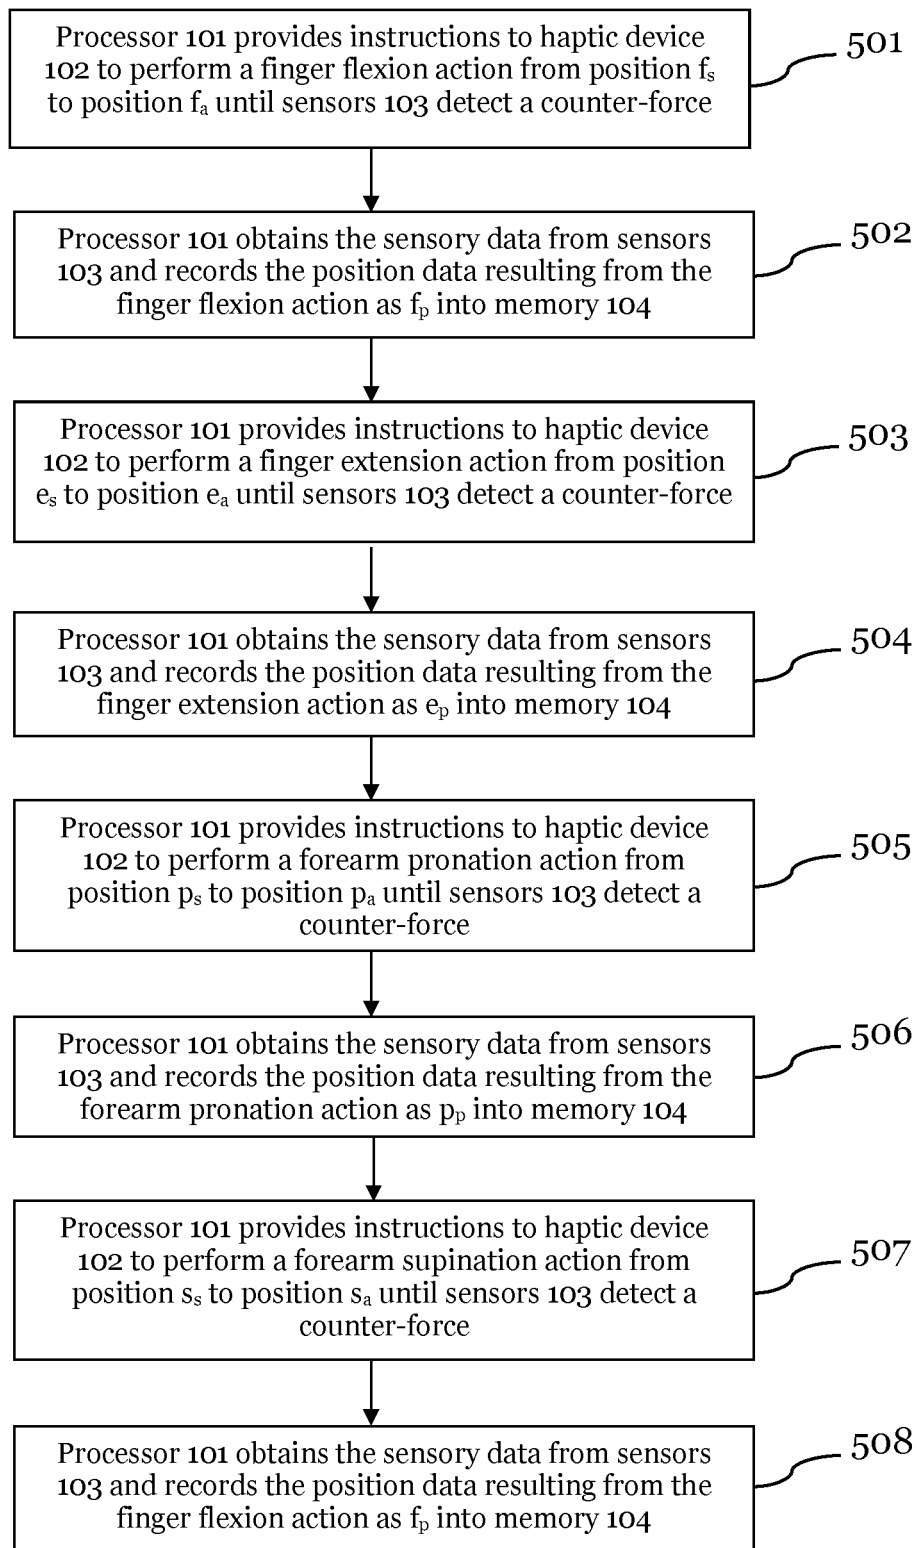 Processor 101 provides instructions to haptic device
102 to perform a finger flexion action from position fₛ
to position fₐ until sensors 103 detect a counter-force
501
Processor 101 obtains the sensory data from sensors
103 and records the position data resulting from the
finger flexion action as fₚ into memory 104
502
Processor 101 provides instructions to haptic device
102 to perform a finger extension action from position
eₛ to position eₐ until sensors 103 detect a counter-force
503
Processor 101 obtains the sensory data from sensors
103 and records the position data resulting from the
finger extension action as eₚ into memory 104
504
Processor 101 provides instructions to haptic device
102 to perform a forearm pronation action from
position pₛ to position pₐ until sensors 103 detect a
counter-force
505
Processor 101 obtains the sensory data from sensors
103 and records the position data resulting from the
forearm pronation action as pₚ into memory 104
506
Processor 101 provides instructions to haptic device
102 to perform a forearm supination action from
position sₛ to position sₐ until sensors 103 detect a
counter-force
507
Processor 101 obtains the sensory data from sensors
103 and records the position data resulting from the
finger flexion action as fₚ into memory 104
508